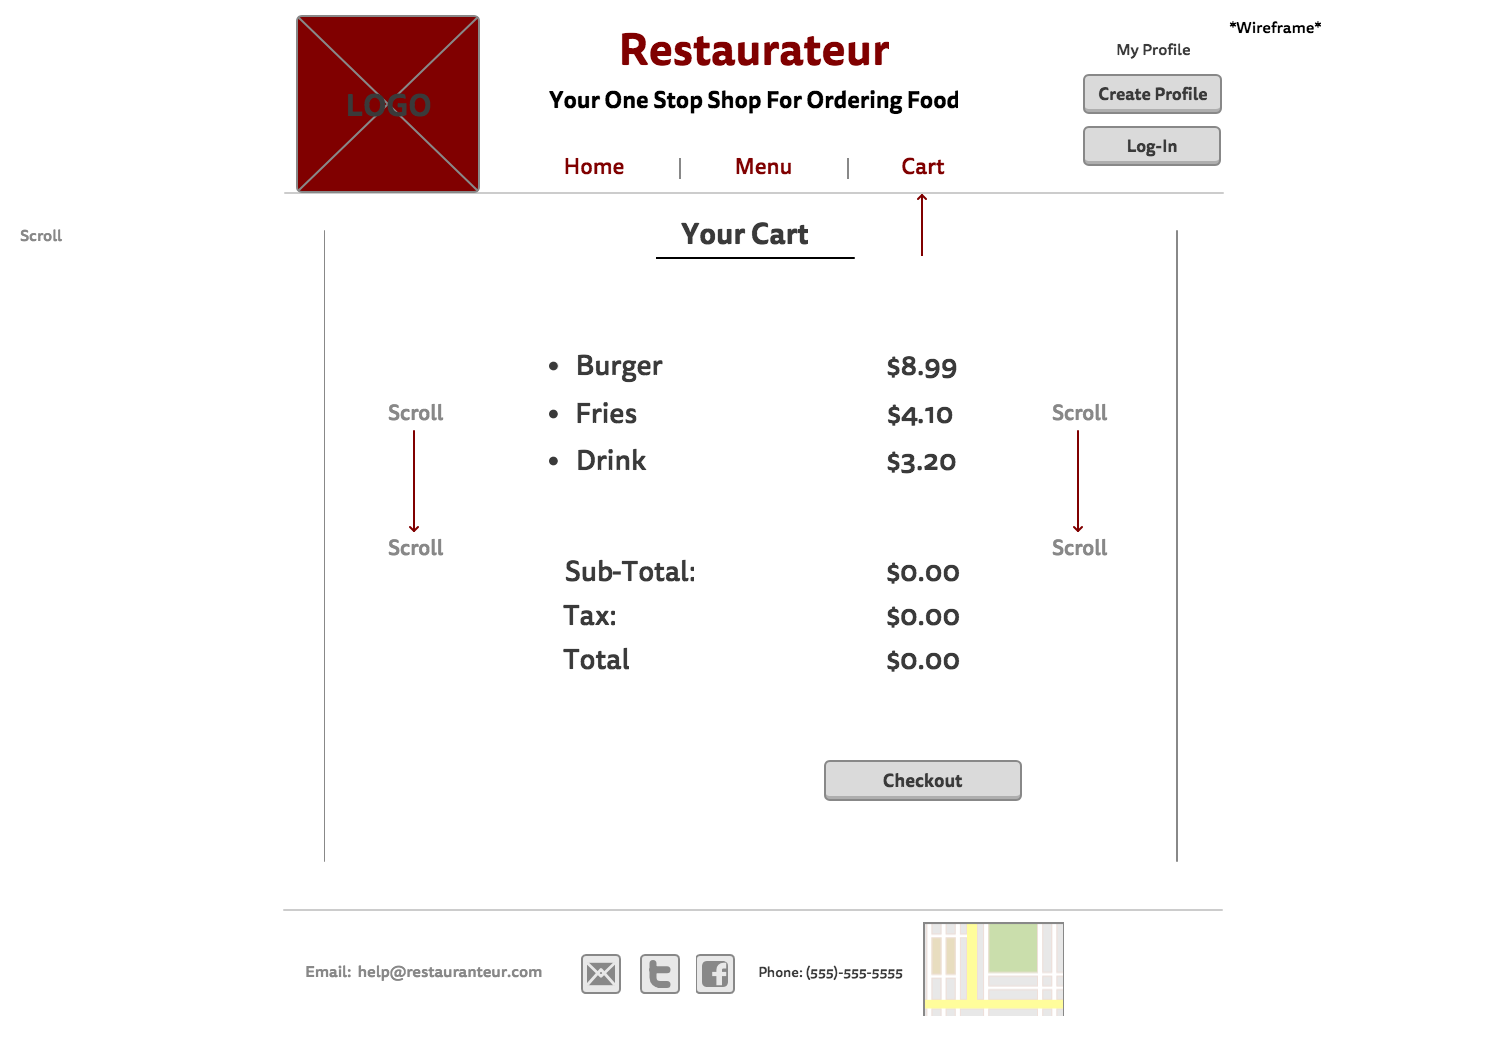 *Wireframe*
Restaurateur
My Profile
LOGO
Your One Stop Shop For Ordering Food
Create Profile
Log-In
Home | Menu | Cart
Scroll
Your Cart
• Burger $8.99
Scroll
• Fries $4.10
Scroll
• Drink $3.20
Scroll
Scroll
Sub-Total: $0.00
Tax: $0.00
Total $0.00
Checkout
Email: help@restauranteur.com
Phone: (555)-555-5555